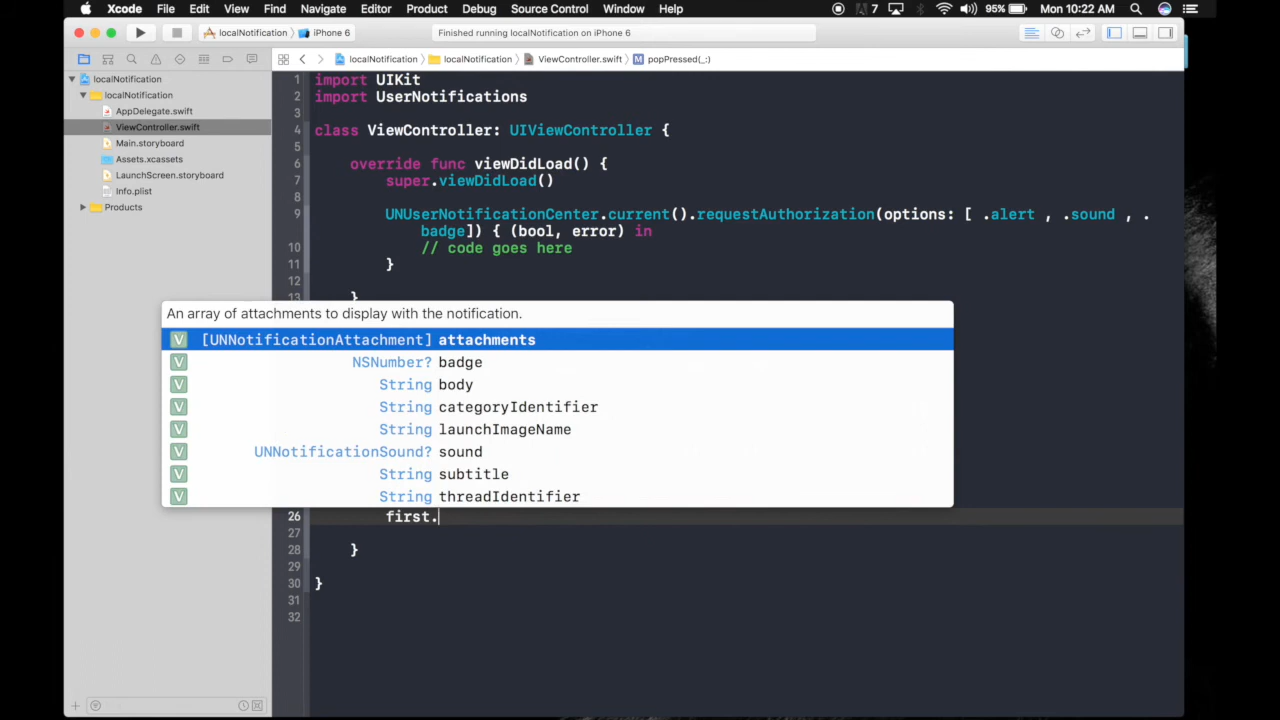 Xcode File Edit View Find Navigate Editor Product Debug Source Control Window Help 7 95% Mon 10:22 AM
localNotification iPhone 6 Finished running localNotification on iPhone 6
localNotification localNotification ViewController.swift M popPressed(_:)
localNotification
localNotification
AppDelegate.swift
ViewController.swift
Main.storyboard
Assets.xcassets
LaunchScreen.storyboard
Info.plist
Products
1 import UIKit
2 import UserNotifications
3
4 class ViewController: UIViewController {
5
6 override func viewDidLoad() {
7 super.viewDidLoad()
8
9 UNUserNotificationCenter.current().requestAuthorization(options: [ .alert , .sound , .
badge]) { (bool, error) in
10 // code goes here
11 }
12
13 }
An array of attachments to display with the notification.
V [UNNotificationAttachment] attachments
V NSNumber? badge
V String body
V String categoryIdentifier
V String launchImageName
V UNNotificationSound? sound
V String subtitle
V String threadIdentifier
26 first.
27
28 }
29
30 }
31
32